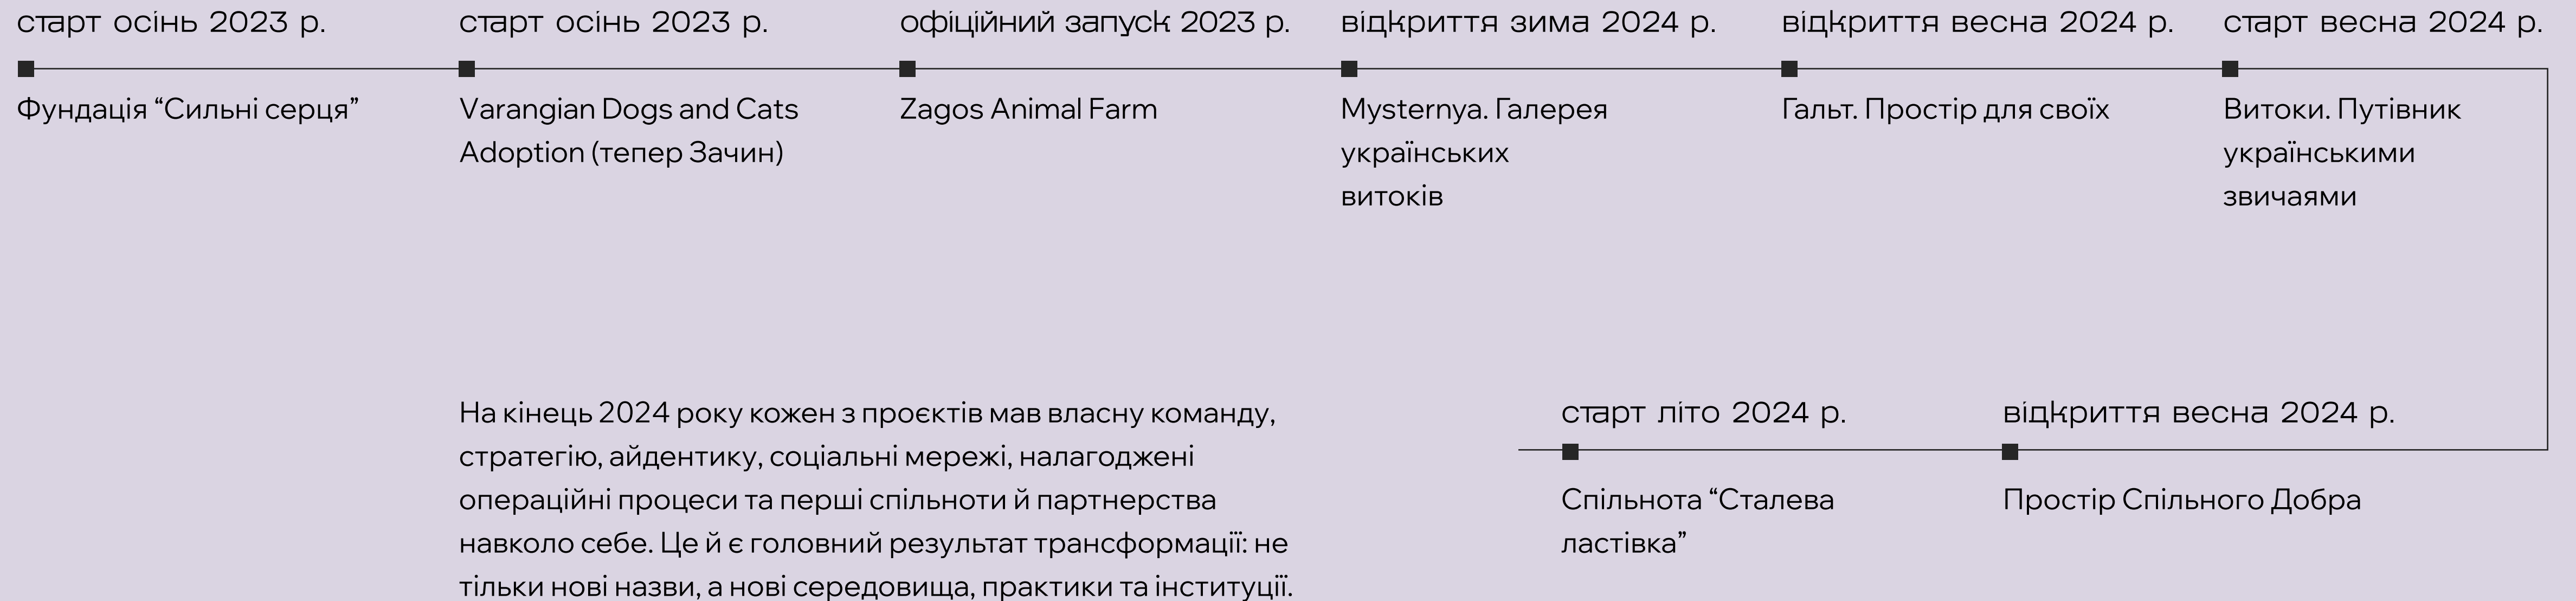 старт осінь 2023 р.
Фундація “Сильні серця”
старт осінь 2023 р.
Varangian Dogs and Cats
Adoption (тепер Зачин)
офіційний запуск 2023 р.
Zagos Animal Farm
відкриття зима 2024 р.
Mysternya. Галерея
українських
витоків
відкриття весна 2024 р.
Гальт. Простір для своїх
старт весна 2024 р.
Витоки. Путівник
українськими
звичаями
відкриття весна 2024 р.
Простір Спільного Добра
старт літо 2024 р.
Спільнота “Сталева
ластівка”
На кінець 2024 року кожен з проєктів мав власну команду,
стратегію, айдентику, соціальні мережі, налагоджені
операційні процеси та перші спільноти й партнерства
навколо себе. Це й є головний результат трансформації: не
тільки нові назви, а нові середовища, практики та інституції.